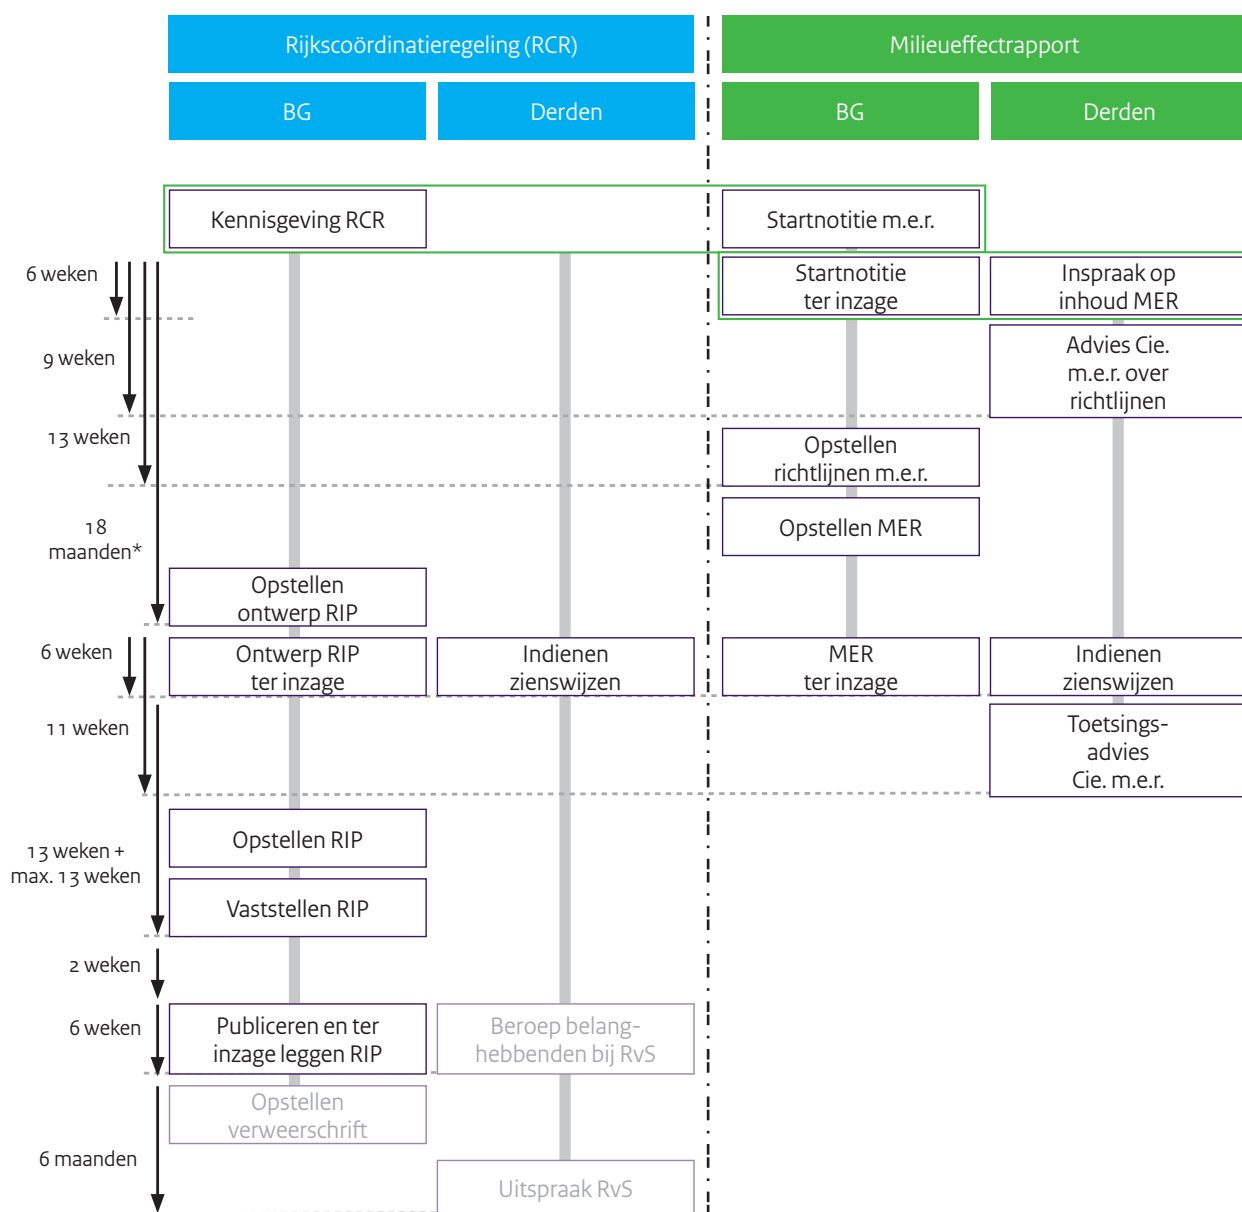 Rijkscoördinatieregeling (RCR)
Milieueffectrapport
BG
Derden
BG
Derden
Kennisgeving RCR
Startnotitie m.e.r.
6 weken
Startnotitie
ter inzage
Inspraak op
inhoud MER
9 weken
Advies Cie.
m.e.r. over
richtlijnen
13 weken
Opstellen
richtlijnen m.e.r.
18
maanden*
Opstellen MER
Opstellen
ontwerp RIP
6 weken
Ontwerp RIP
ter inzage
Indienen
zienswijzen
MER
ter inzage
Indienen
zienswijzen
11 weken
Toetsings-
advies
Cie. m.e.r.
13 weken +
max. 13 weken
Opstellen RIP
Vaststellen RIP
2 weken
6 weken
Publiceren en ter
inzage leggen RIP
Beroep belang-
hebbenden bij RvS
Opstellen
verweerschrift
6 maanden
Uitspraak RvS